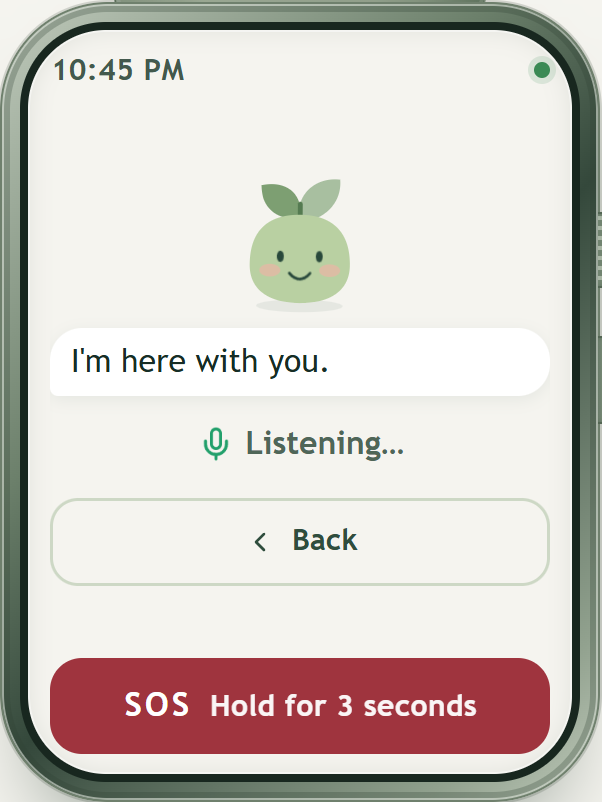 10:45 PM
I'm here with you.
Listening...
Back
SOS Hold for 3 seconds